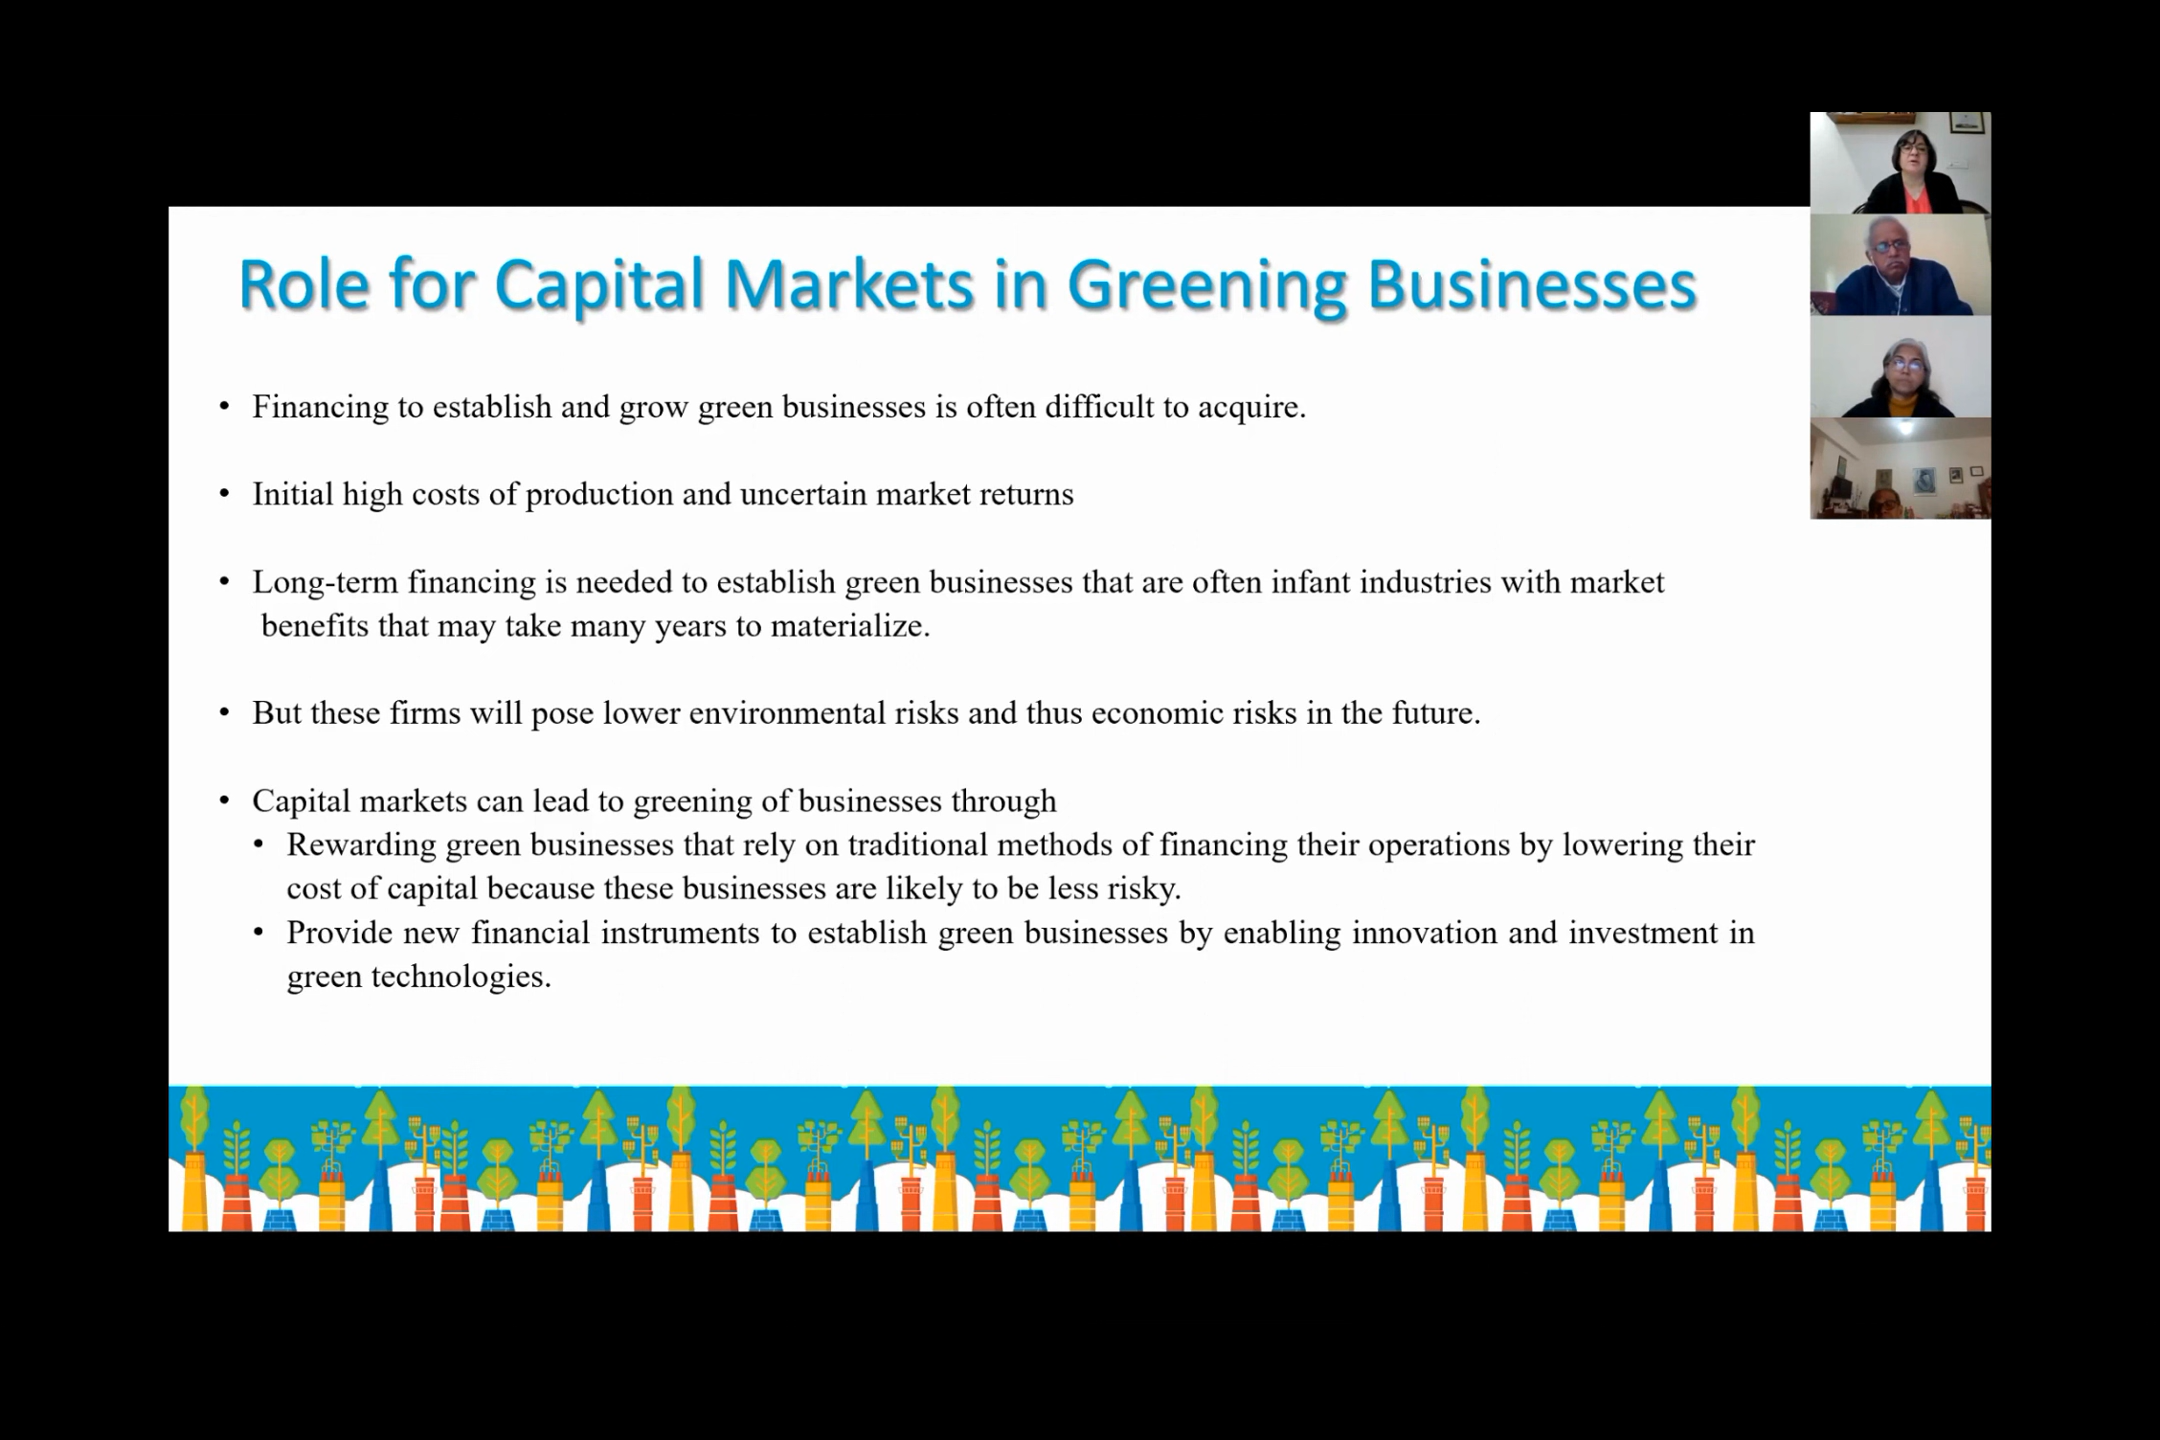 Role for Capital Markets in Greening Businesses
• Financing to establish and grow green businesses is often difficult to acquire.
• Initial high costs of production and uncertain market returns
• Long-term financing is needed to establish green businesses that are often infant industries with market
benefits that may take many years to materialize.
• But these firms will pose lower environmental risks and thus economic risks in the future.
• Capital markets can lead to greening of businesses through
• Rewarding green businesses that rely on traditional methods of financing their operations by lowering their
cost of capital because these businesses are likely to be less risky.
• Provide new financial instruments to establish green businesses by enabling innovation and investment in
green technologies.